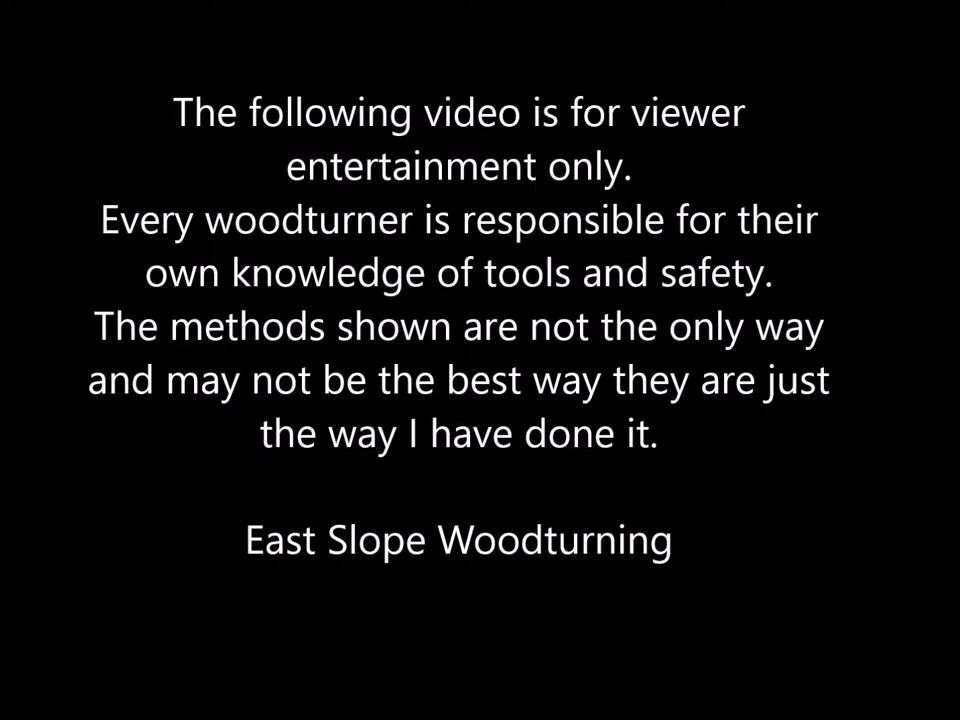 The following video is for viewer
entertainment only.
Every woodturner is responsible for their
own knowledge of tools and safety.
The methods shown are not the only way
and may not be the best way they are just
the way I have done it.
East Slope Woodturning